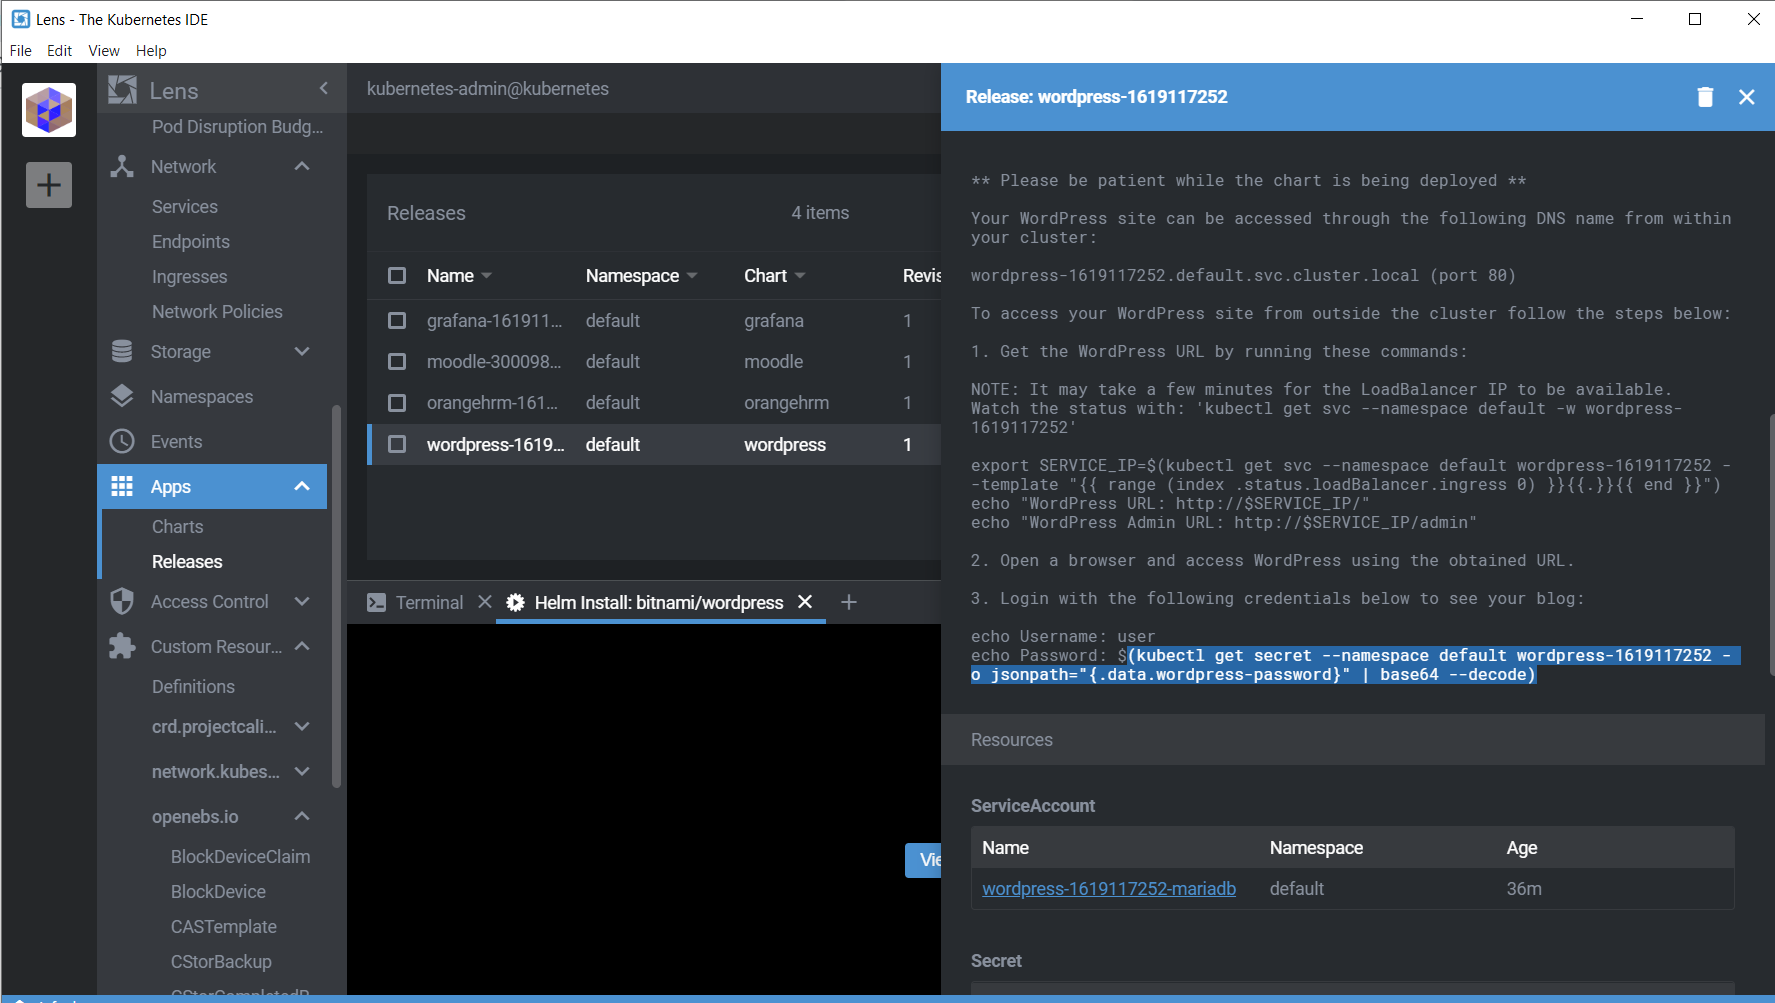 Lens - The Kubernetes IDE
File Edit View Help
Lens
Pod Disruption Budg...
Network
Services
Endpoints
Ingresses
Network Policies
Storage
Namespaces
Events
Apps
Charts
Releases
Access Control
Custom Resour...
Definitions
crd.projectcali...
network.kubes...
openebs.io
BlockDeviceClaim
BlockDevice
CASTemplate
CStorBackup
kubernetes-admin@kubernetes
Releases 4 items
Name Namespace Chart Revis
grafana-161911... default grafana 1
moodle-300098... default moodle 1
orangehrm-161... default orangehrm 1
wordpress-1619... default wordpress 1
Terminal Helm Install: bitnami/wordpress
Vie
Release: wordpress-1619117252
** Please be patient while the chart is being deployed **
Your WordPress site can be accessed through the following DNS name from within
your cluster:
wordpress-1619117252.default.svc.cluster.local (port 80)
To access your WordPress site from outside the cluster follow the steps below:
1. Get the WordPress URL by running these commands:
NOTE: It may take a few minutes for the LoadBalancer IP to be available.
Watch the status with: 'kubectl get svc --namespace default -w wordpress-
1619117252'
export SERVICE_IP=$(kubectl get svc --namespace default wordpress-1619117252 -
-template "{{ range (index .status.loadBalancer.ingress 0) }}{{.}}{{ end }}")
echo "WordPress URL: http://$SERVICE_IP/"
echo "WordPress Admin URL: http://$SERVICE_IP/admin"
2. Open a browser and access WordPress using the obtained URL.
3. Login with the following credentials below to see your blog:
echo Username: user
echo Password: $(kubectl get secret --namespace default wordpress-1619117252 -
o jsonpath="{.data.wordpress-password}" | base64 --decode)
Resources
ServiceAccount
Name Namespace Age
wordpress-1619117252-mariadb default 36m
Secret